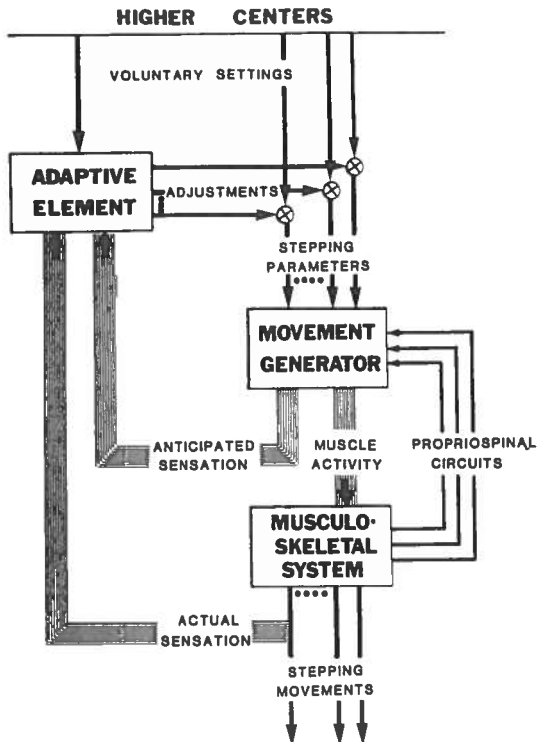 HIGHER CENTERS
VOLUNTARY SETTINGS
ADAPTIVE
ELEMENT
ADJUSTMENTS
STEPPING
PARAMETERS
MOVEMENT
GENERATOR
ANTICIPATED
SENSATION
MUSCLE
ACTIVITY
PROPRIOSPINAL
CIRCUITS
MUSCULO-
SKELETAL
SYSTEM
ACTUAL
SENSATION
STEPPING
MOVEMENTS